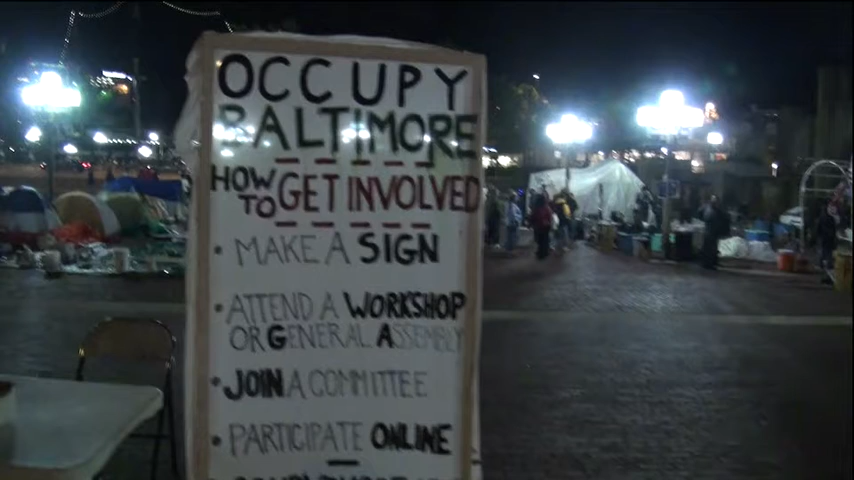 OCCUPY
BALTIMORE
HOW TO GET INVOLVED
• MAKE A SIGN
• ATTEND A WORKSHOP
OR GENERAL ASSEMBLY
• JOIN A COMMITTEE
• PARTICIPATE ONLINE